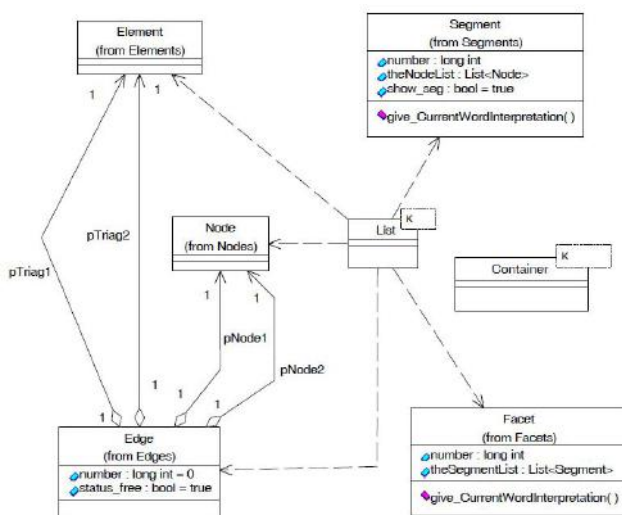 Element
(from Elements)
Segment
(from Segments)
number : long int
theNodeList : List<Node>
show_seg : bool = true
give_CurrentWordInterpretation( )
1
1
K
List
Node
(from Nodes)
K
Container
pTriag2
pTriag1
1
1
pNode1
pNode2
1
1
1
1
Edge
(from Edges)
number : long int = 0
status_free : bool = true
Facet
(from Facets)
number : long int
theSegmentList : List<Segment>
give_CurrentWordInterpretation( )